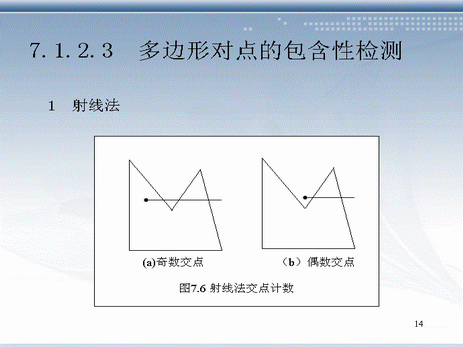 7.1.2.3 多边形对点的包含性检测
1 射线法
(a)奇数交点 （b）偶数交点
图7.6 射线法交点计数
14